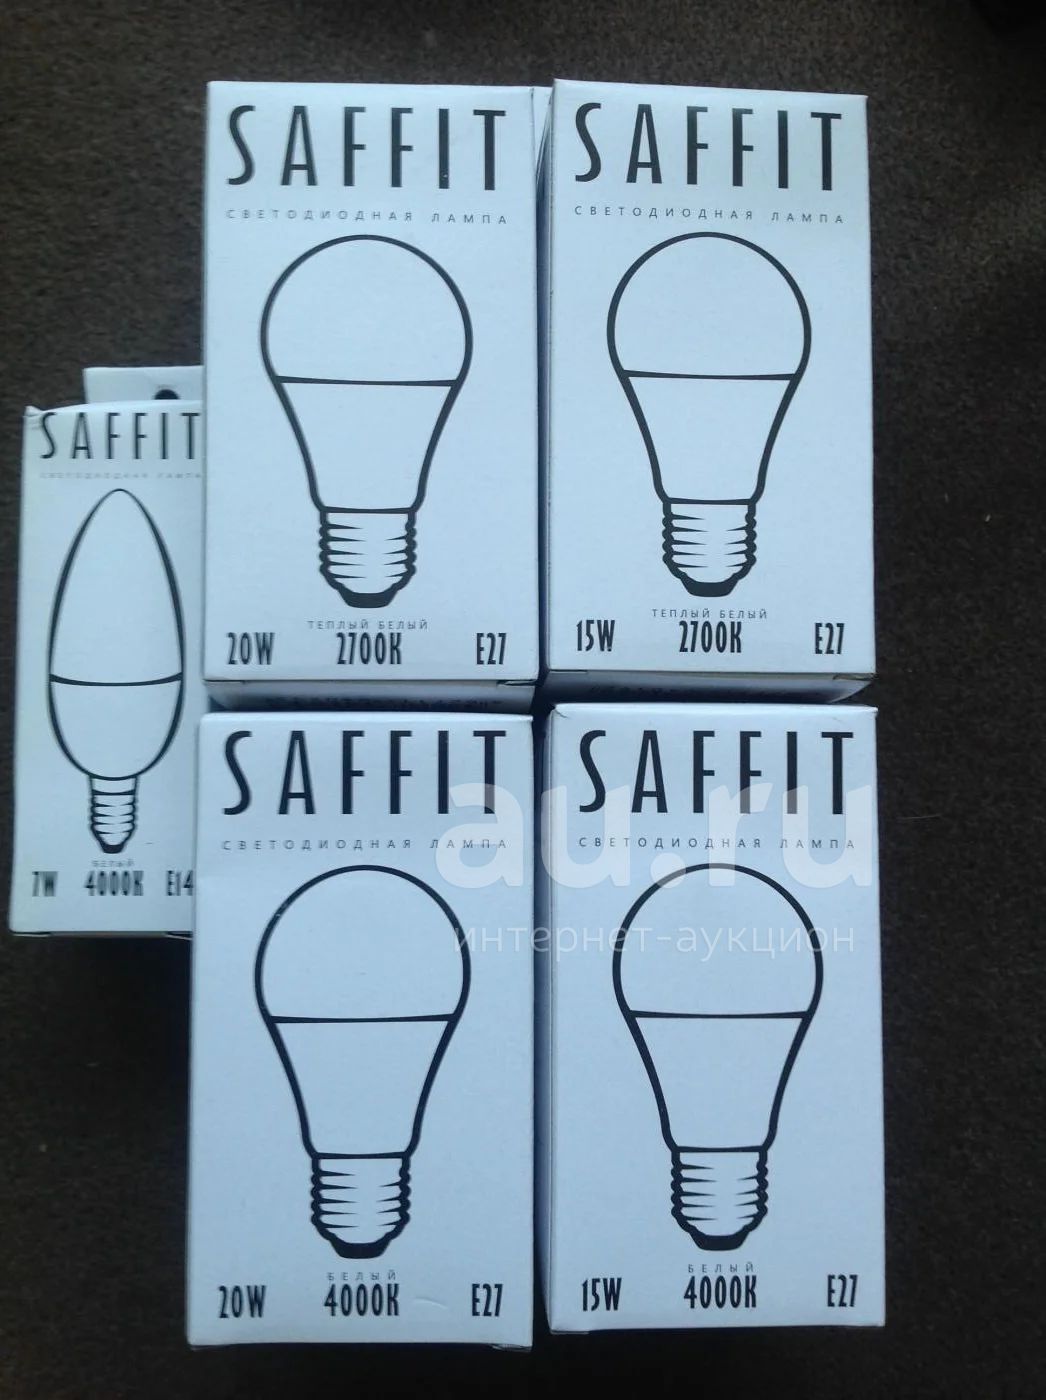 SAFFIT
СВЕТОДИОДНАЯ ЛАМПА
ТЕПЛЫЙ БЕЛЫЙ
20W 2700K E27
SAFFIT
СВЕТОДИОДНАЯ ЛАМПА
ТЕПЛЫЙ БЕЛЫЙ
15W 2700K E27
SAFFIT
СВЕТОДИОДНАЯ ЛАМПА
БЕЛЫЙ
7W 4000K E14
SAFFIT
СВЕТОДИОДНАЯ ЛАМПА
БЕЛЫЙ
20W 4000K E27
SAFFIT
СВЕТОДИОДНАЯ ЛАМПА
БЕЛЫЙ
15W 4000K E27
au.ru
интернет-аукцион